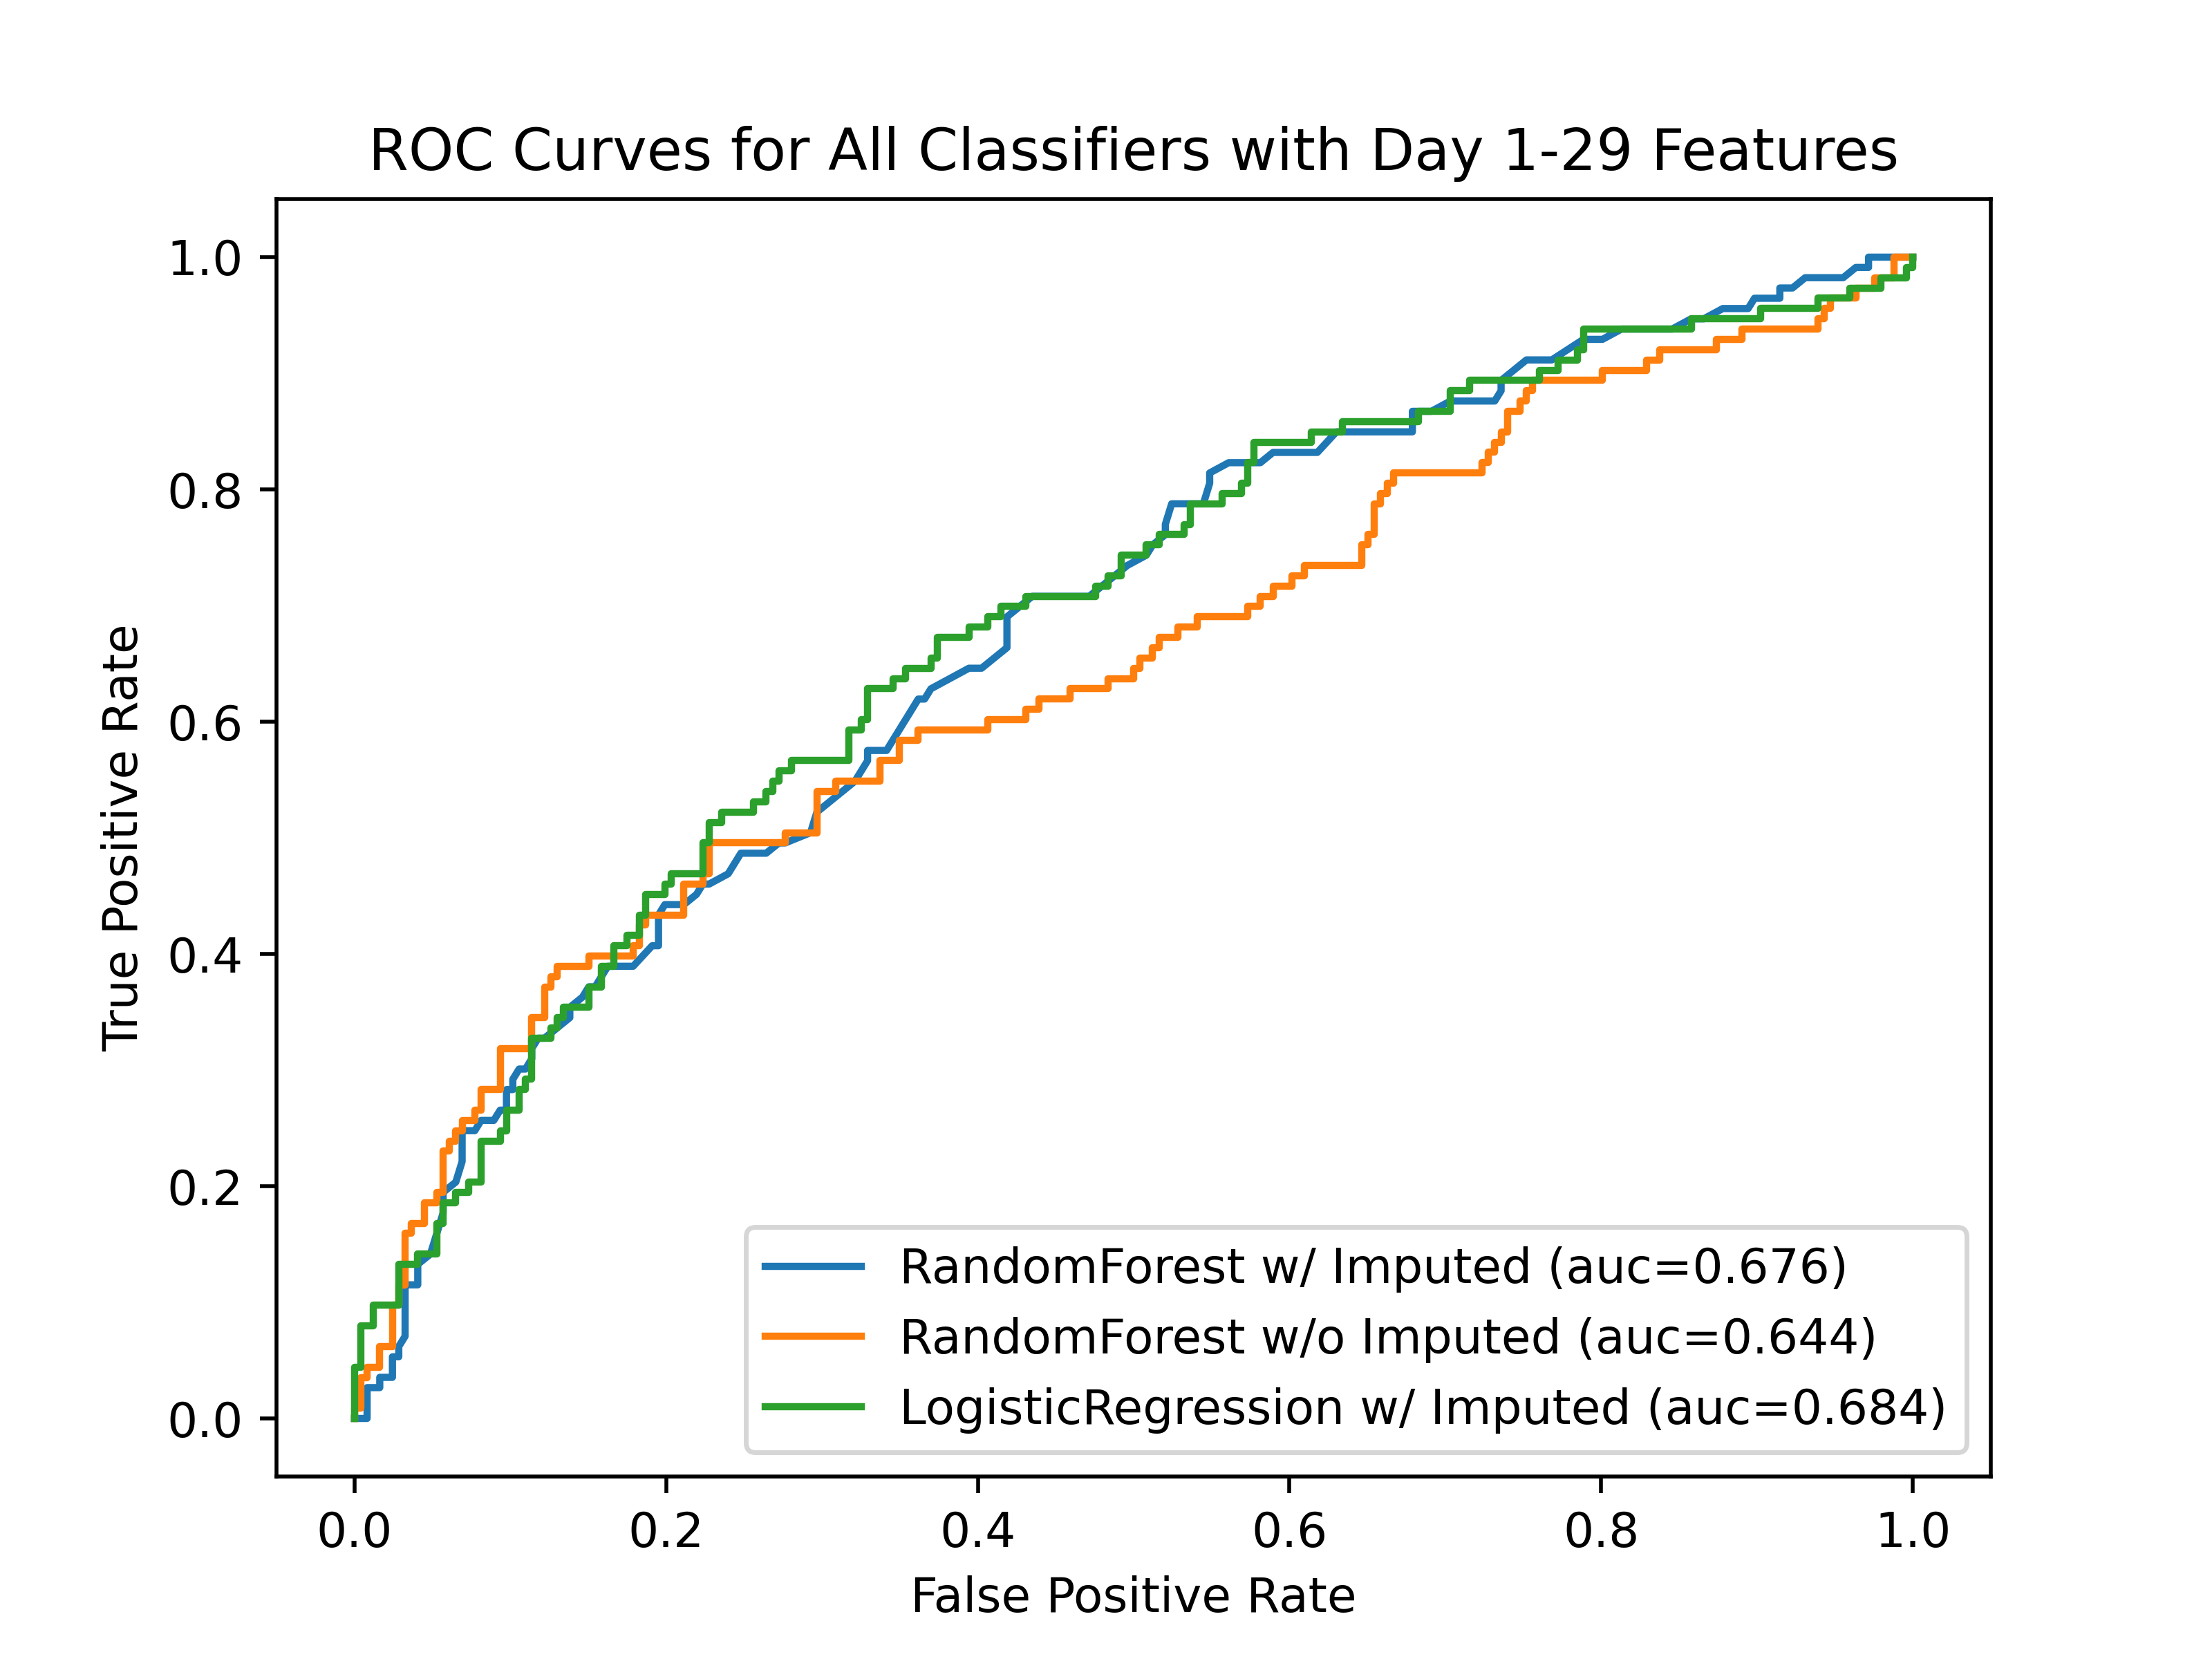 ROC Curves for All Classifiers with Day 1-29 Features
True Positive Rate
1.0
0.8
0.6
0.4
0.2
0.0
RandomForest w/ Imputed (auc=0.676)
RandomForest w/o Imputed (auc=0.644)
LogisticRegression w/ Imputed (auc=0.684)
0.0 0.2 0.4 0.6 0.8 1.0
False Positive Rate